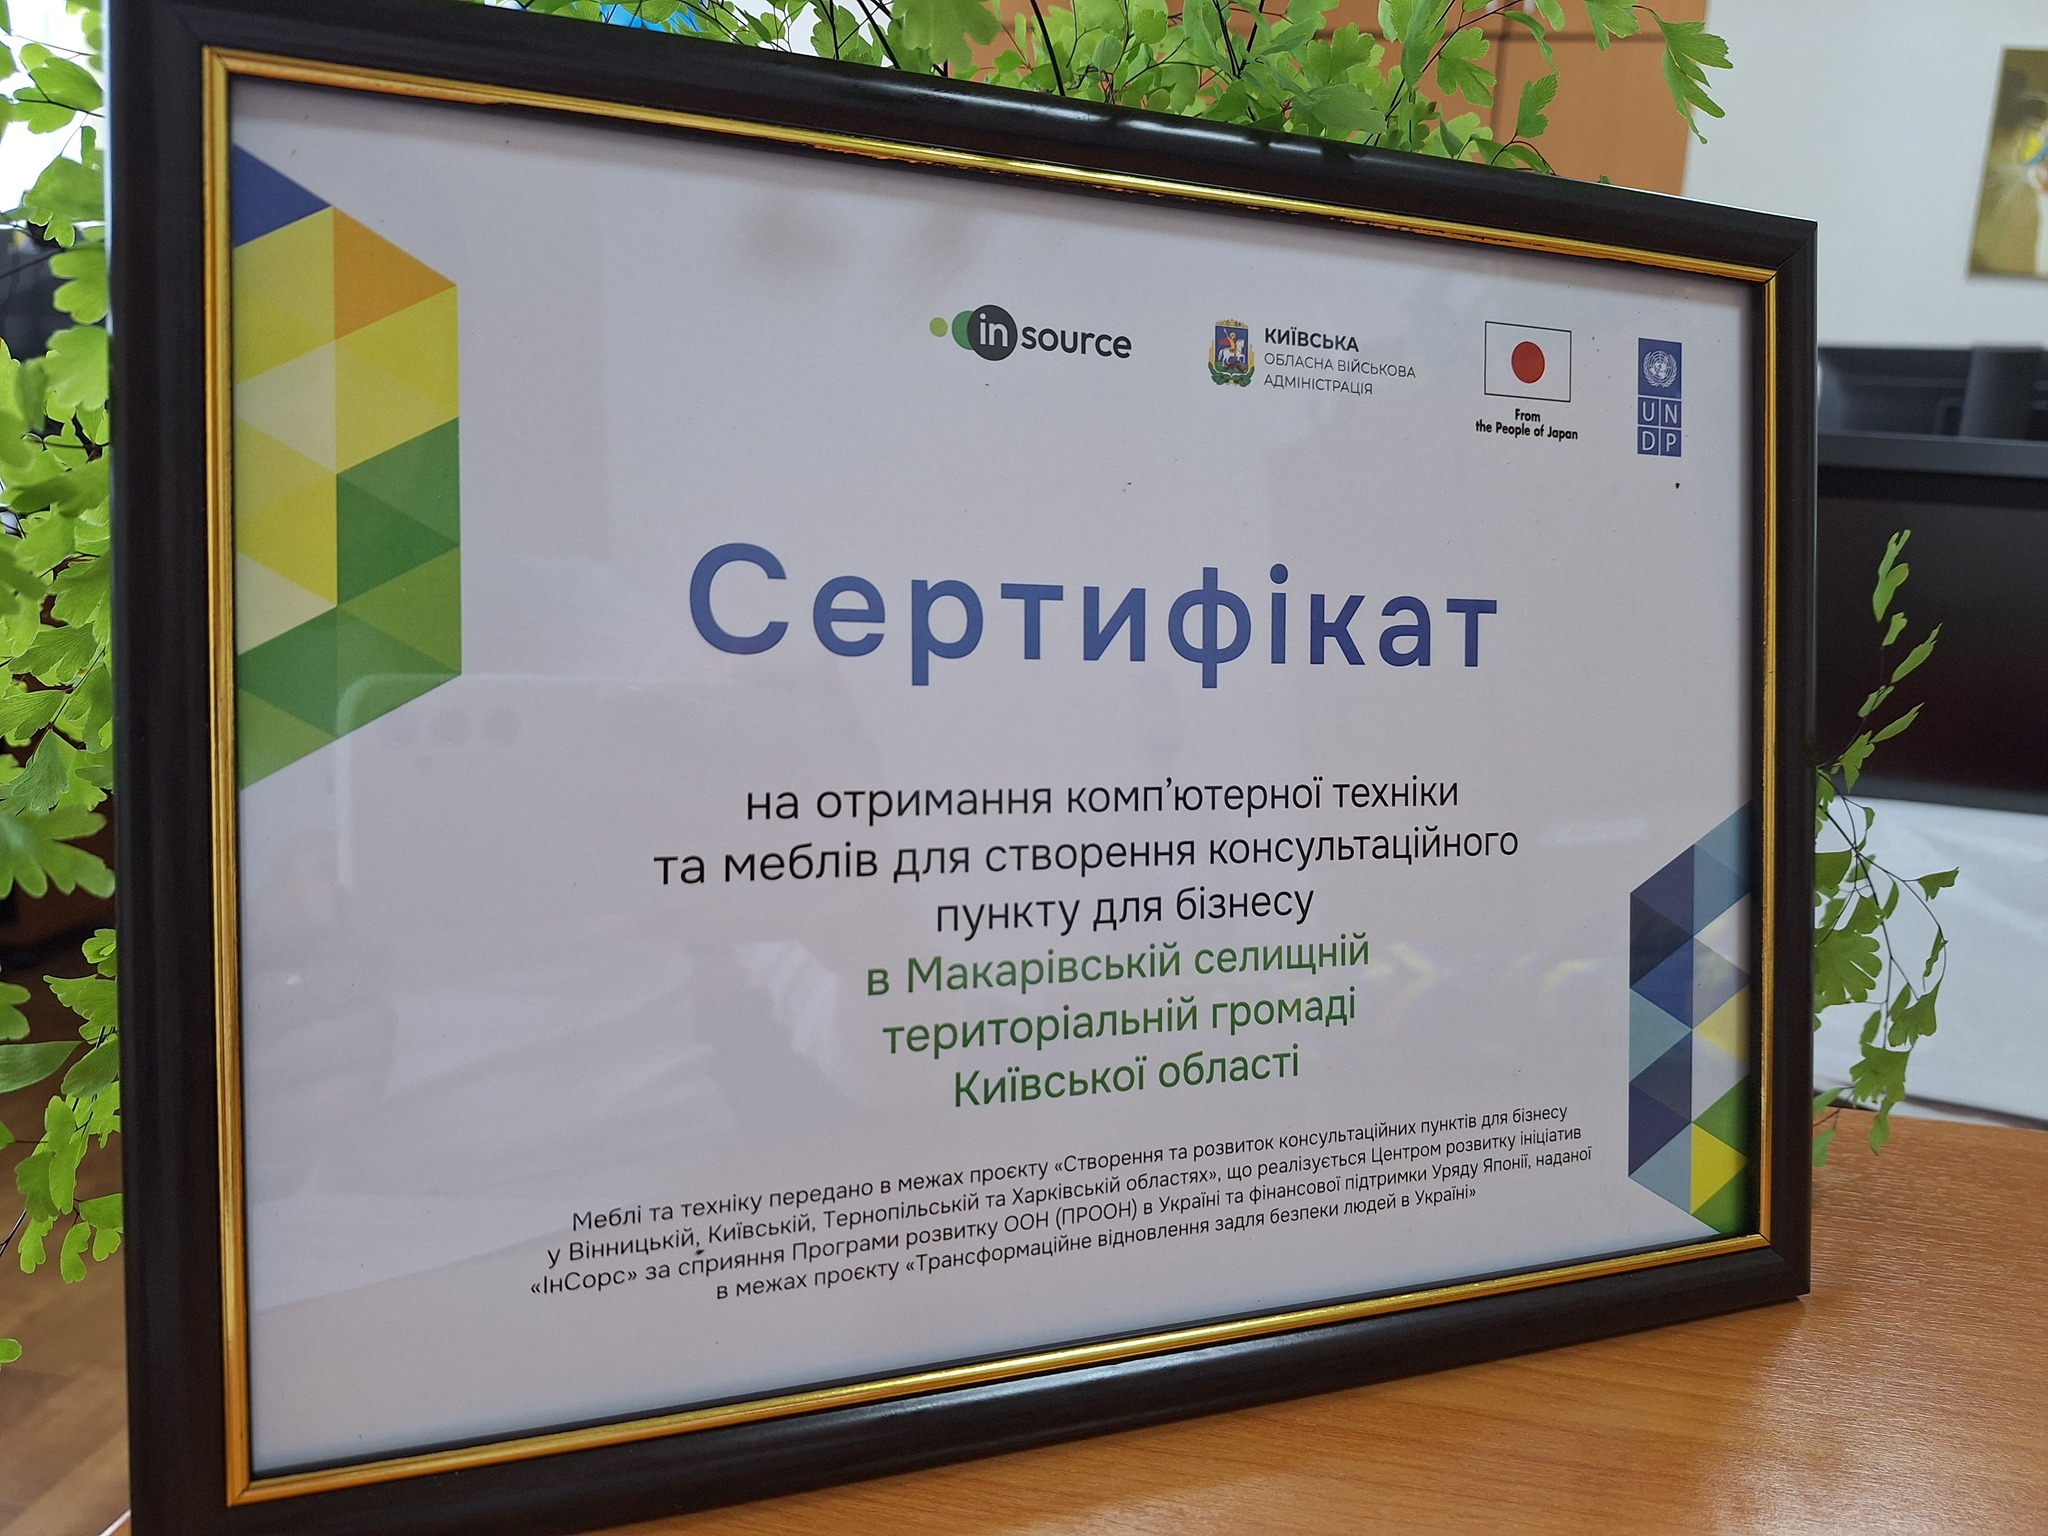 in source
КИЇВСЬКА
ОБЛАСНА ВІЙСЬКОВА
АДМІНІСТРАЦІЯ
From
the People of Japan
UN
DP
Сертифікат
на отримання комп'ютерної техніки
та меблів для створення консультаційного
пункту для бізнесу
в Макарівській селищній
територіальній громаді
Київської області
Меблі та техніку передано в межах проєкту «Створення та розвиток консультаційних пунктів для бізнесу
у Вінницькій, Київській, Тернопільській та Харківській областях», що реалізується Центром розвитку ініціатив
«ІнСорс» за сприяння Програми розвитку ООН (ПРООН) в Україні та фінансової підтримки Уряду Японії, наданої
в межах проєкту «Трансформаційне відновлення задля безпеки людей в Україні»